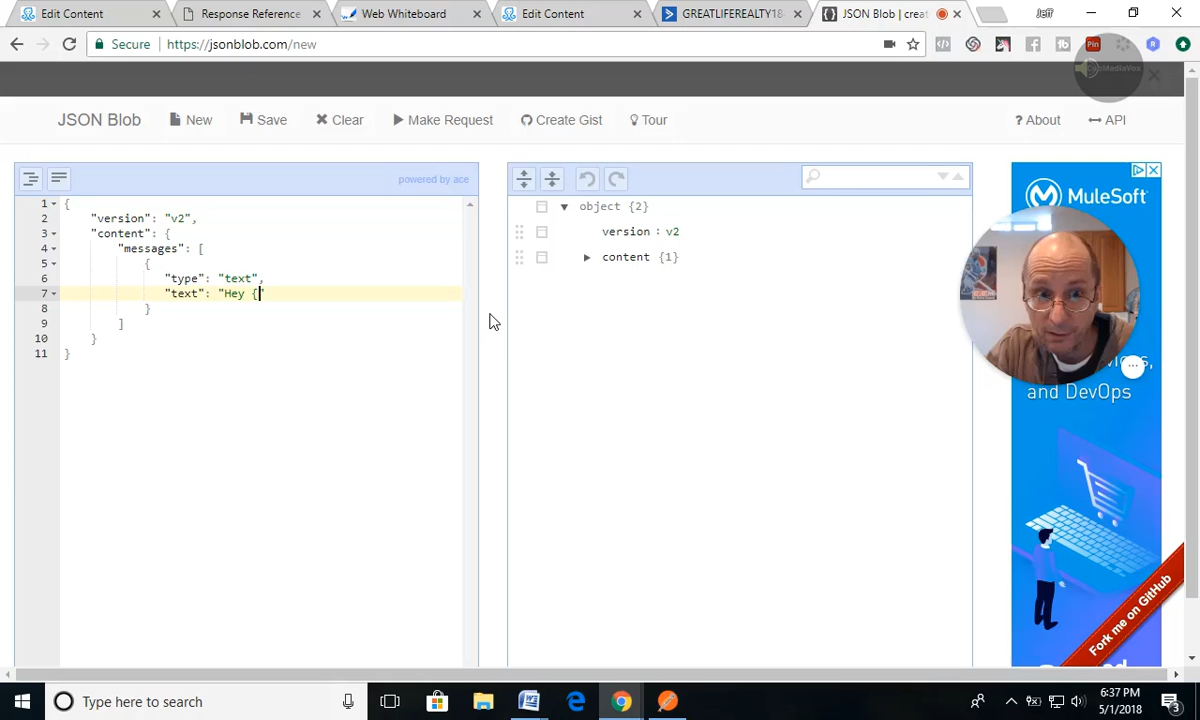 Edit Content
Response Reference
Web Whiteboard
Edit Content
GREATLIFEREALTY18
JSON Blob | crea
Jeff
Secure
https://jsonblob.com/new
Pin
JSON Blob
New
Save
Clear
Make Request
Create Gist
Tour
About
API
powered by ace
1 {
2 "version": "v2",
3 "content": {
4 "messages": [
5 {
6 "type": "text",
7 "text": "Hey {"
8 }
9 ]
10 }
11 }
object {2}
version : v2
content {1}
MuleSoft
and DevOps
Fork me on GitHub
Type here to search
6:37 PM
5/1/2018
3